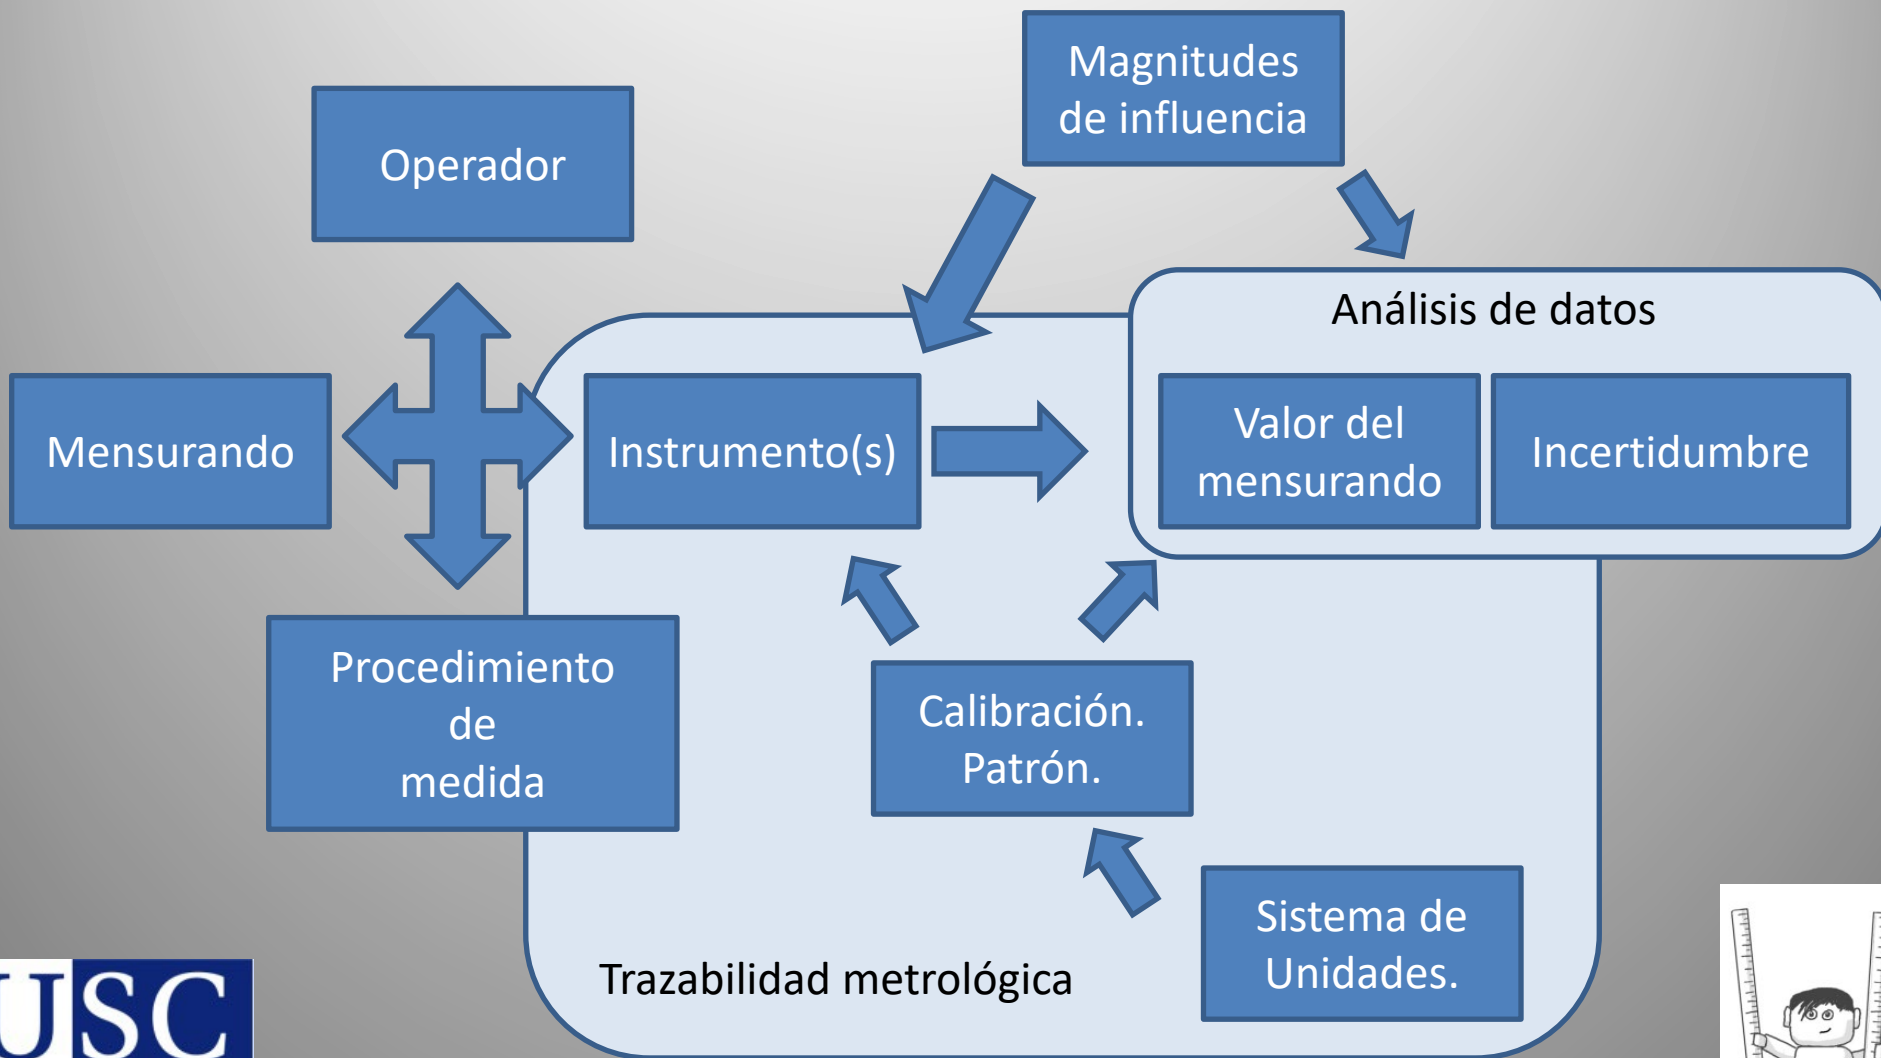 Magnitudes
de influencia
Operador
Análisis de datos
Mensurando
Instrumento(s)
Valor del
mensurando
Incertidumbre
Procedimiento
de
medida
Calibración.
Patrón.
Sistema de
Unidades.
Trazabilidad metrológica
USC